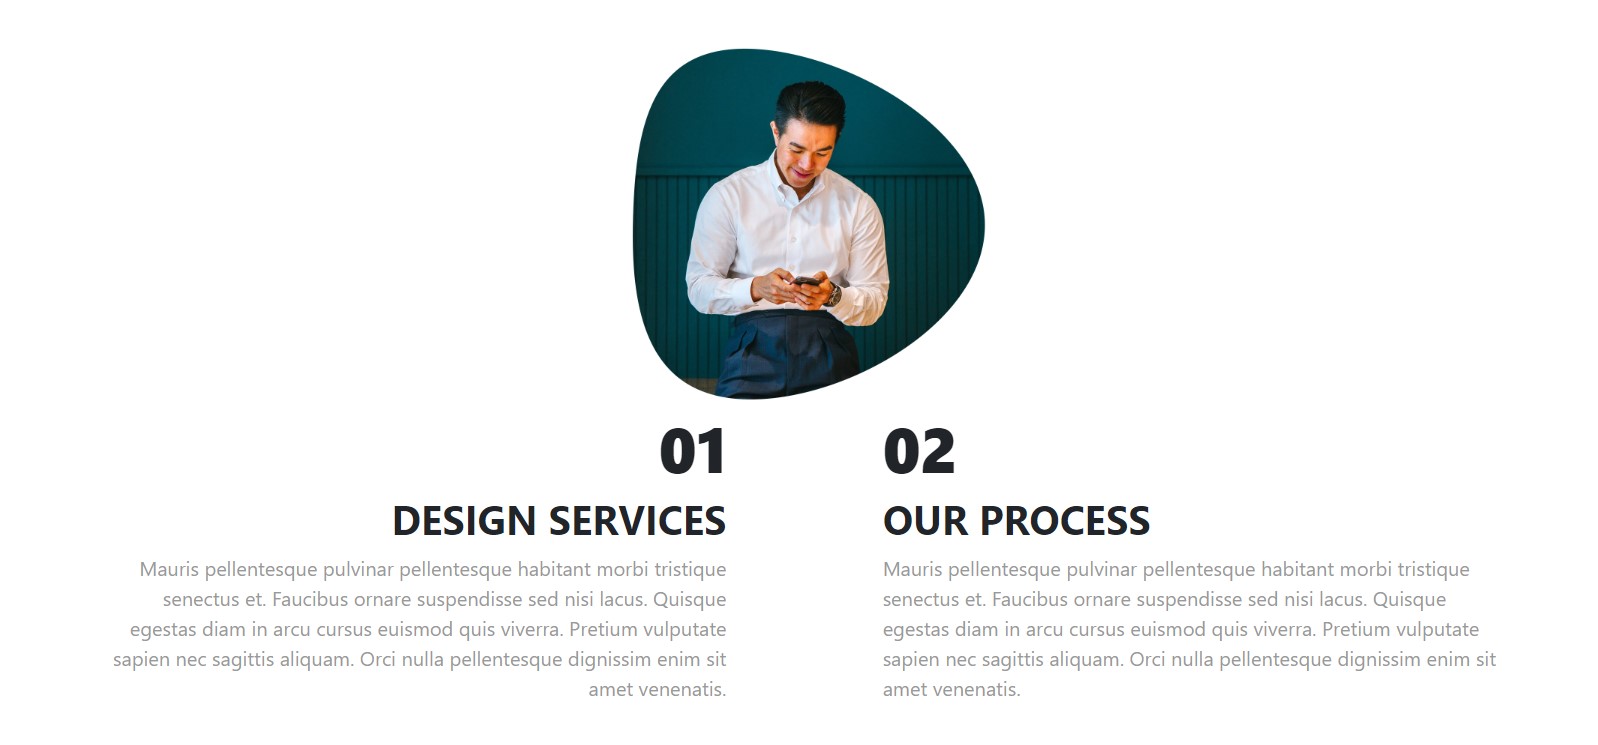 01
DESIGN SERVICES
Mauris pellentesque pulvinar pellentesque habitant morbi tristique
senectus et. Faucibus ornare suspendisse sed nisi lacus. Quisque
egestas diam in arcu cursus euismod quis viverra. Pretium vulputate
sapien nec sagittis aliquam. Orci nulla pellentesque dignissim enim sit
amet venenatis.
02
OUR PROCESS
Mauris pellentesque pulvinar pellentesque habitant morbi tristique
senectus et. Faucibus ornare suspendisse sed nisi lacus. Quisque
egestas diam in arcu cursus euismod quis viverra. Pretium vulputate
sapien nec sagittis aliquam. Orci nulla pellentesque dignissim enim sit
amet venenatis.